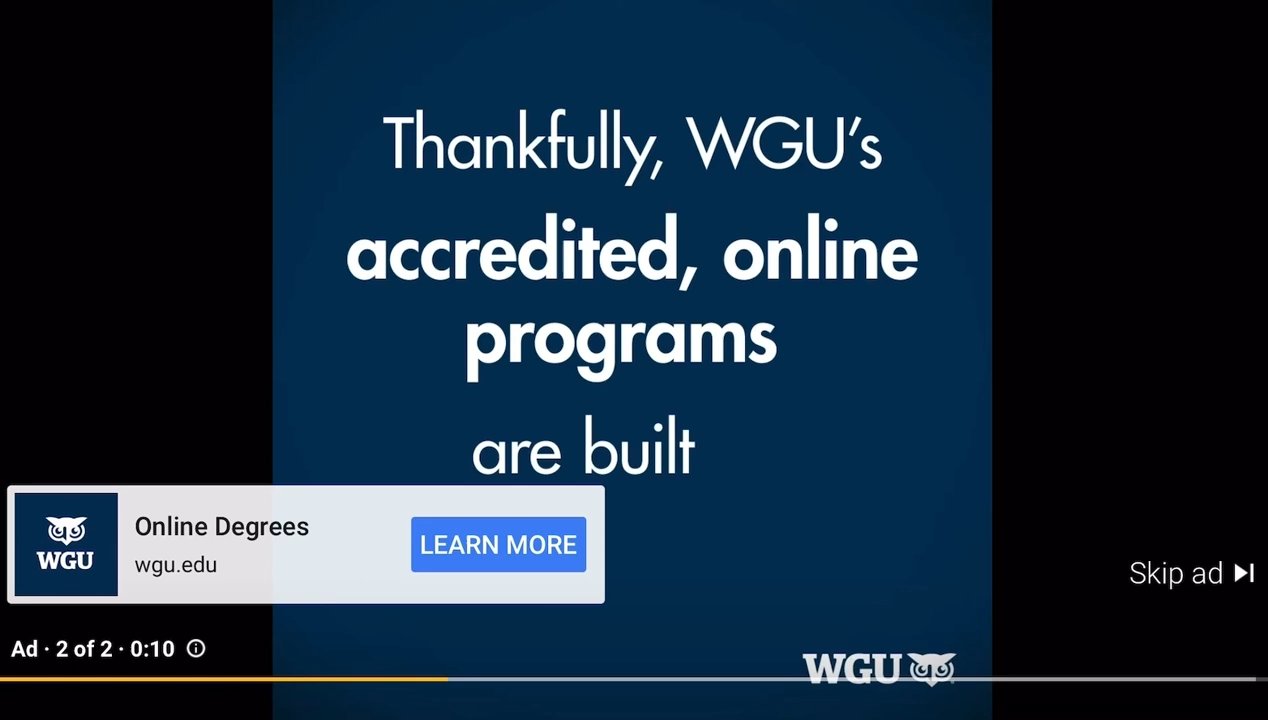 Thankfully, WGU's
accredited, online
programs
are built
WGU
Online Degrees
wgu.edu
LEARN MORE
Skip ad
Ad · 2 of 2 · 0:10
WGU